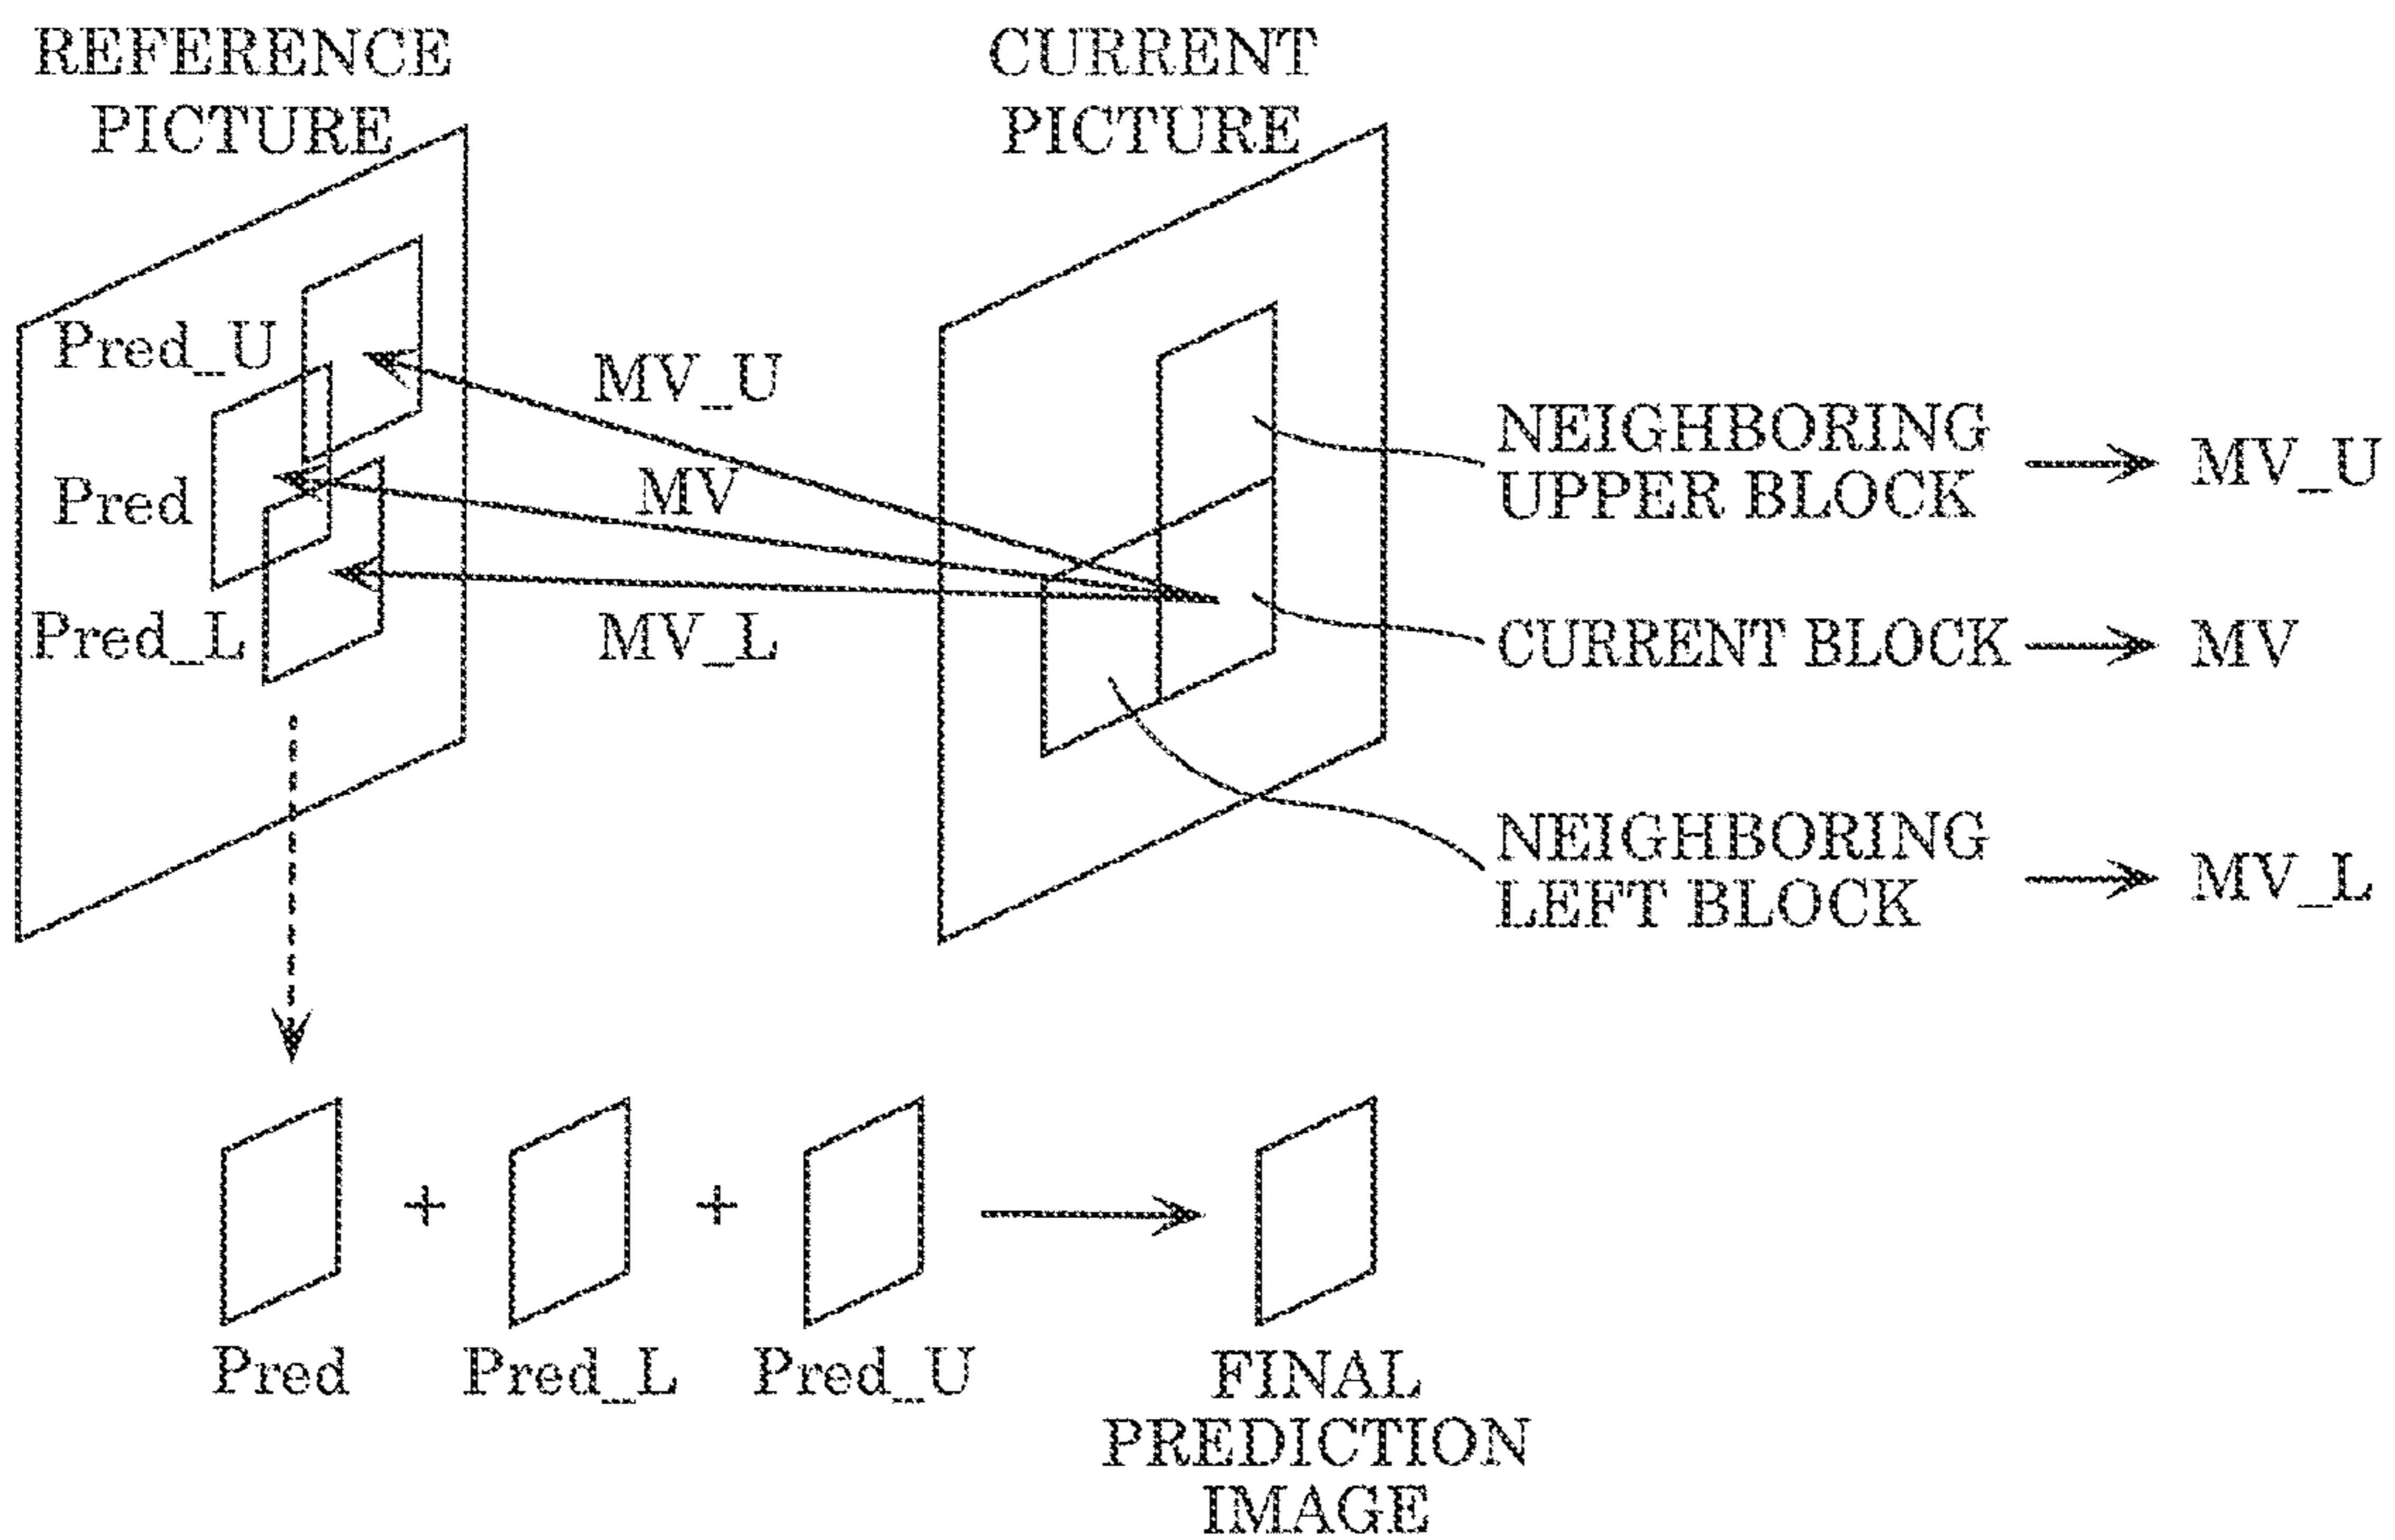 REFERENCE
PICTURE
CURRENT
PICTURE
Pred_U
Pred
Pred_L
MV_U
MV
MV_L
NEIGHBORING
UPPER BLOCK
MV_U
CURRENT BLOCK
MV
NEIGHBORING
LEFT BLOCK
MV_L
+
+
Pred
Pred_L
Pred_U
FINAL
PREDICTION
IMAGE